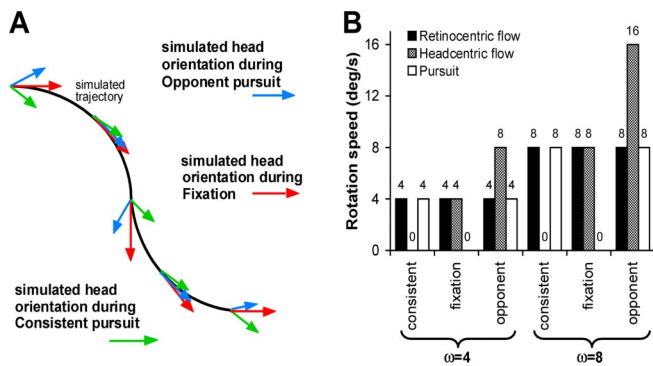 A
simulated head
orientation during
Opponent pursuit
simulated
trajectory
simulated head
orientation during
Fixation
simulated head
orientation during
Consistent pursuit
B
Retinocentric flow
Headcentric flow
Pursuit
Rotation speed (deg/s)
16
12
8
4
0
4 0 4 4 4 0 4 8 4 8 0 8 8 8 0 8 16 8
consistent
fixation
opponent
consistent
fixation
opponent
ω=4
ω=8